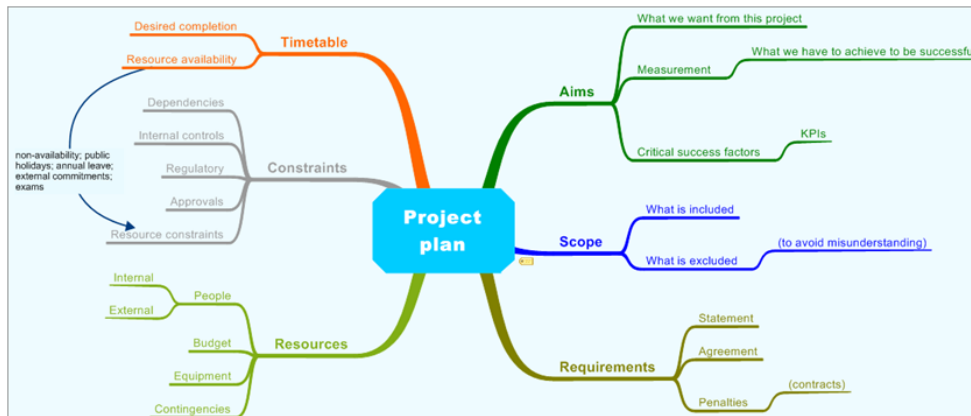 Desired completion
Timetable
Resource availability
Dependencies
Internal controls
Constraints
Regulatory
Approvals
Resource constraints
non-availability; public
holidays; annual leave;
external commitments;
exams
Internal
People
External
Budget
Resources
Equipment
Contingencies
Project
plan
What we want from this project
What we have to achieve to be successful
Measurement
Aims
KPIs
Critical success factors
What is included
Scope
(to avoid misunderstanding)
What is excluded
Statement
Agreement
Requirements
(contracts)
Penalties